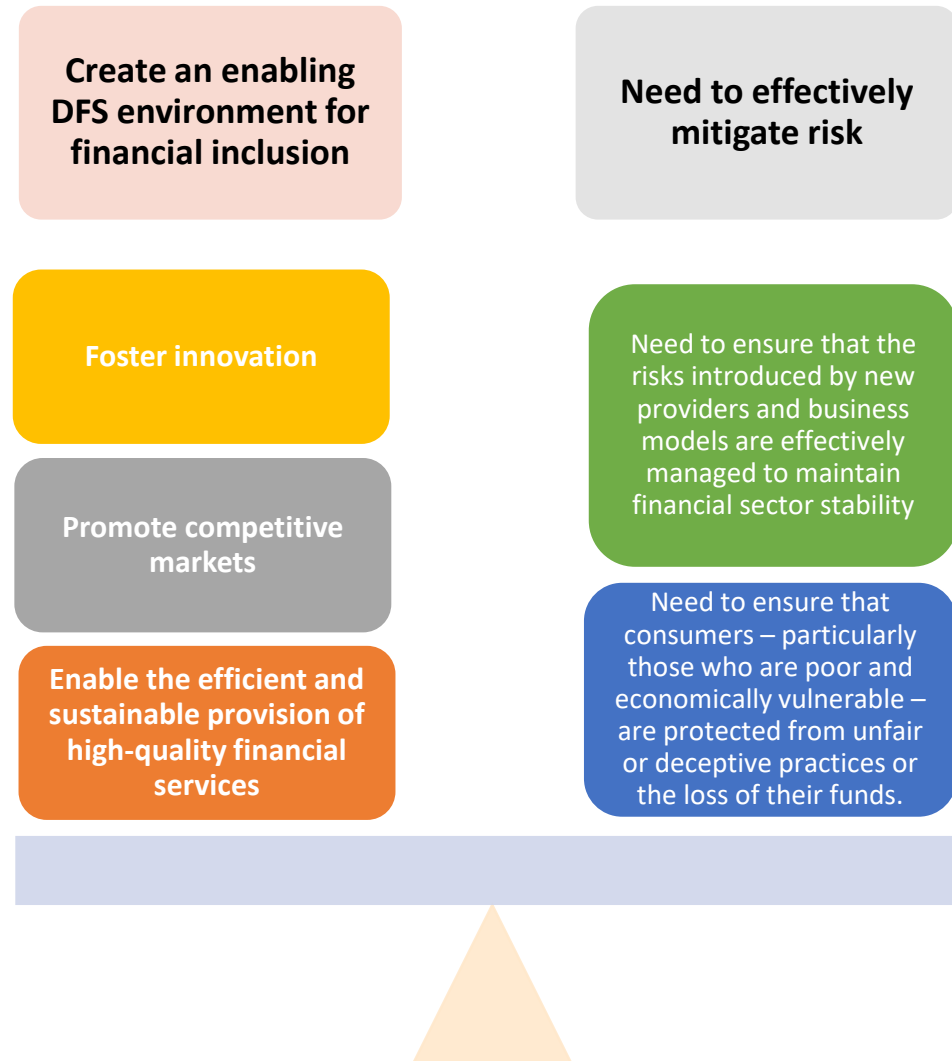 Create an enabling
DFS environment for
financial inclusion
Foster innovation
Promote competitive
markets
Enable the efficient and
sustainable provision of
high-quality financial
services
Need to effectively
mitigate risk
Need to ensure that the
risks introduced by new
providers and business
models are effectively
managed to maintain
financial sector stability
Need to ensure that
consumers – particularly
those who are poor and
economically vulnerable –
are protected from unfair
or deceptive practices or
the loss of their funds.